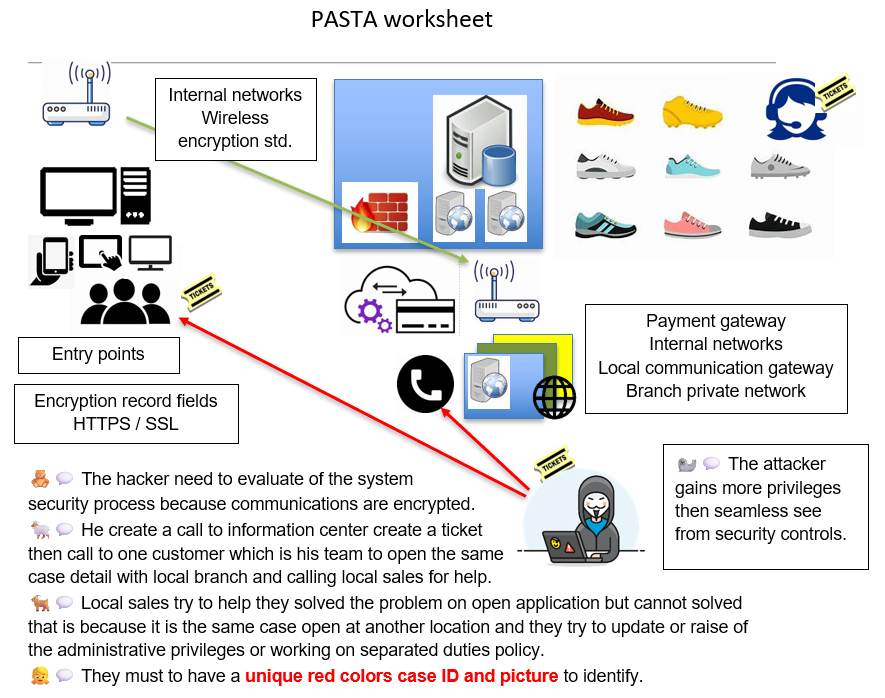 PASTA worksheet
Internal networks
Wireless
encryption std.
TICKETS
TICKETS
Entry points
Encryption record fields
HTTPS / SSL
Payment gateway
Internal networks
Local communication gateway
Branch private network
TICKETS
🧸 💬 The hacker need to evaluate of the system
security process because communications are encrypted.
🐑 💬 He create a call to information center create a ticket
then call to one customer which is his team to open the same
case detail with local branch and calling local sales for help.
🦭 💬 The attacker
gains more privileges
then seamless see
from security controls.
🐐 💬 Local sales try to help they solved the problem on open application but cannot solved
that is because it is the same case open at another location and they try to update or raise of
the administrative privileges or working on separated duties policy.
👧 💬 They must to have a unique red colors case ID and picture to identify.